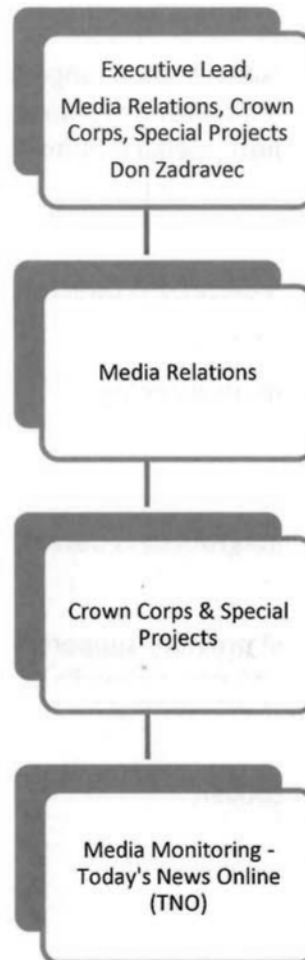 Executive Lead,
Media Relations, Crown
Corps, Special Projects
Don Zadravec
Media Relations
Crown Corps & Special
Projects
Media Monitoring -
Today's News Online
(TNO)